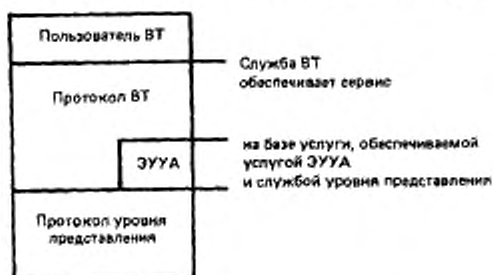 Пользователь ВТ
Служба ВТ
обеспечивает сервис
Протокол ВТ
на базе услуги, обеспечиваемой
услугой ЭУУА
и службой уровня представления
ЭУУА
Протокол уровня
представления